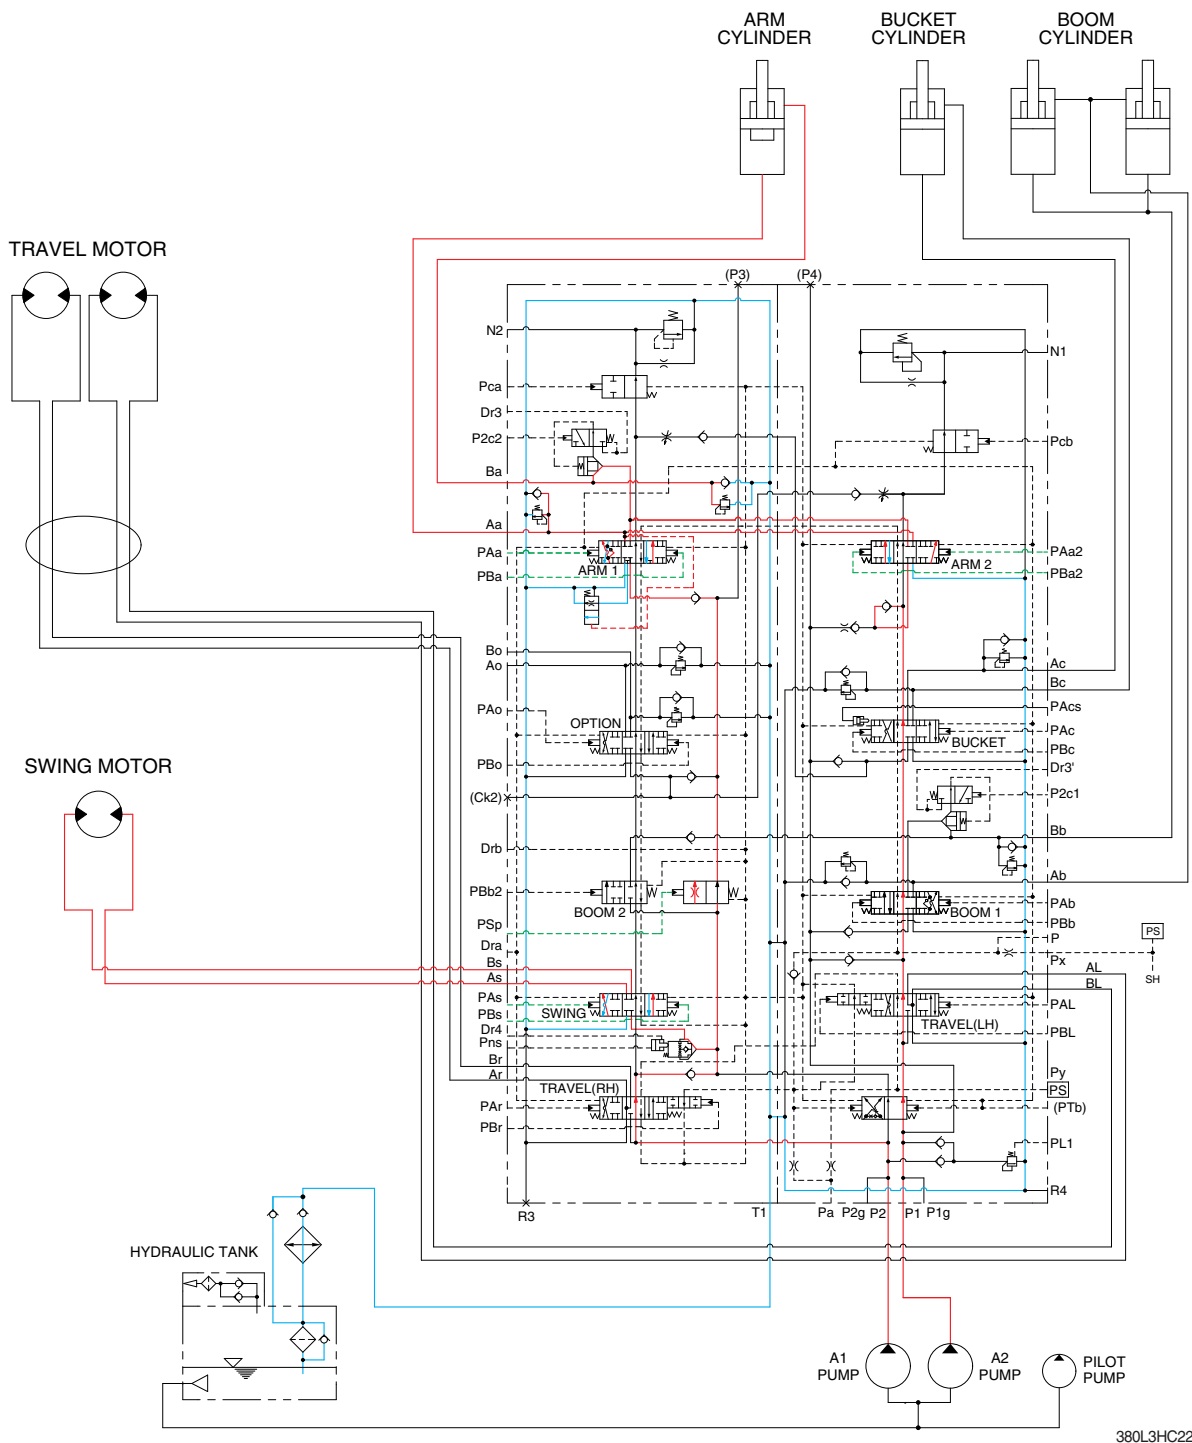 ARM
CYLINDER
BUCKET
CYLINDER
BOOM
CYLINDER
TRAVEL MOTOR
(P3)
(P4)
N2
N1
Pca
Dr3
P2c2
Pcb
Ba
Aa
PAa
ARM 1
PBa
PAa2
ARM 2
PBa2
Bo
Ao
Ac
Bc
PAo
OPTION
PBo
PAcs
PAc
BUCKET
PBc
Dr3'
SWING MOTOR
(Ck2)
P2c1
Bb
Drb
Ab
PBb2
BOOM 2
PAb
BOOM 1
PBb
PSp
Dra
P
PS
Px
SH
Bs
As
AL
BL
PAs
PBs
SWING
Dr4
Pns
PAL
TRAVEL(LH)
PBL
Br
Ar
TRAVEL(RH)
Py
PS
PAr
(PTb)
PBr
PL1
R4
R3
T1
Pa
P2g
P2
P1
P1g
HYDRAULIC TANK
A1
PUMP
A2
PUMP
PILOT
PUMP
380L3HC22